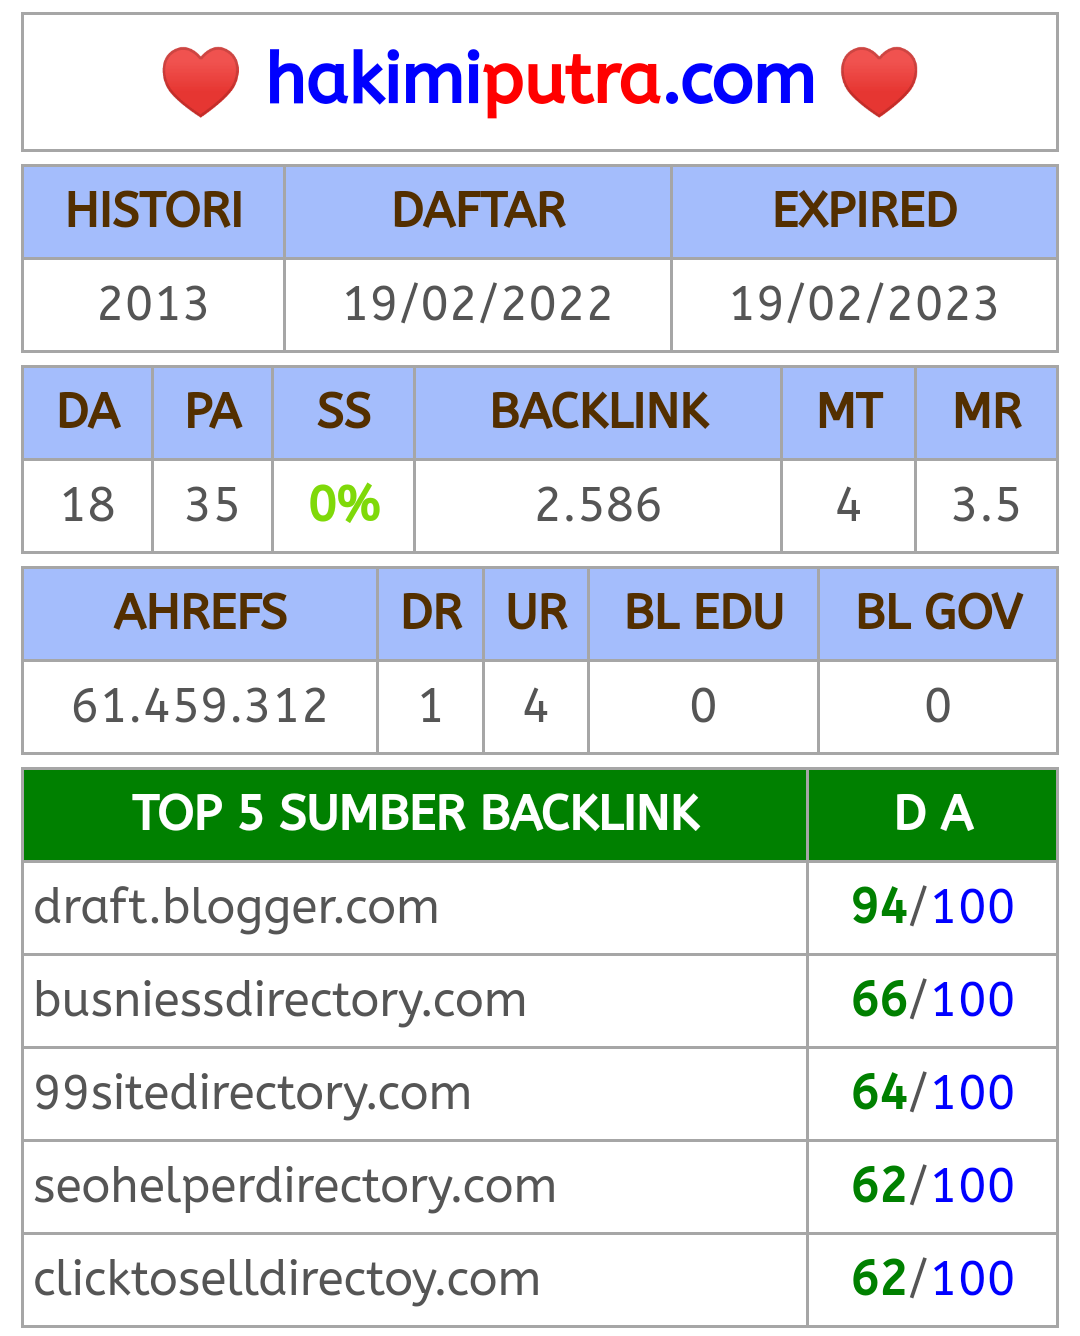 hakimiputra.com
HISTORI DAFTAR EXPIRED
2013 19/02/2022 19/02/2023
DA PA SS BACKLINK MT MR
18 35 0% 2.586 4 3.5
AHREFS DR UR BL EDU BL GOV
61.459.312 1 4 0 0
TOP 5 SUMBER BACKLINK D A
draft.blogger.com 94/100
busniessdirectory.com 66/100
99sitedirectory.com 64/100
seohelperdirectory.com 62/100
clicktoselldirectoy.com 62/100